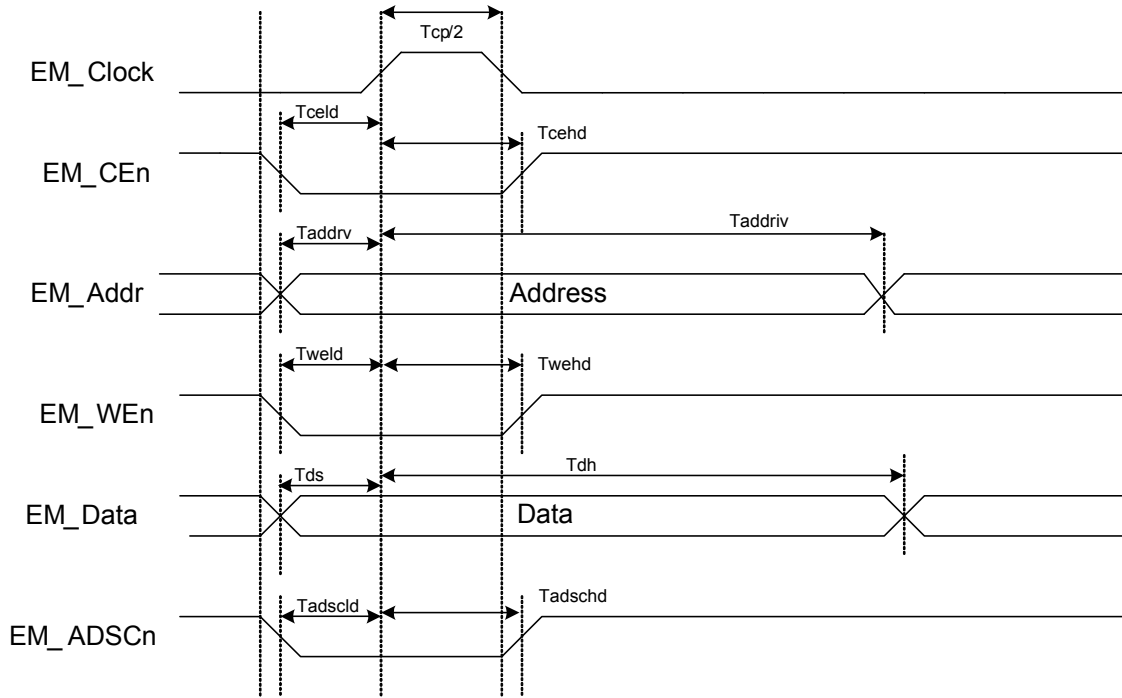 Tcp/2
EM_Clock
Tceld
Tcehd
EM_CEn
Taddrv
Taddriv
EM_Addr
Address
Tweld
Twehd
EM_WEn
Tds
Tdh
EM_Data
Data
Tadscld
Tadschd
EM_ADSCn